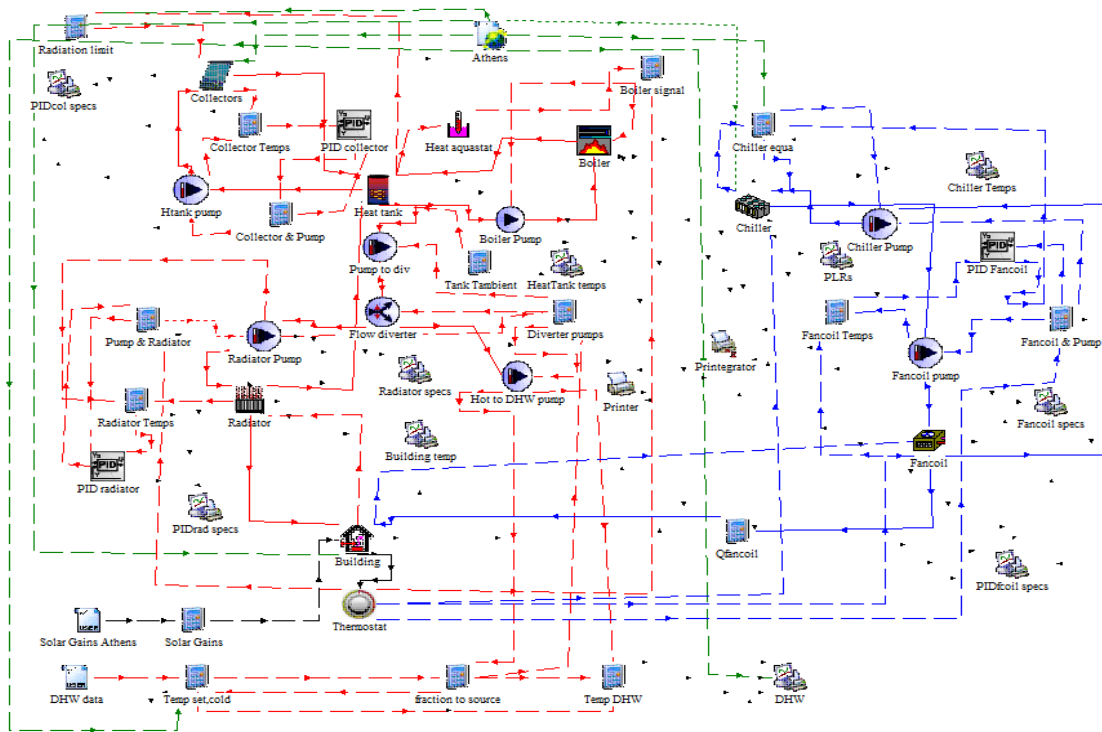 Radiation limit
Athens
Boiler signal
PIDcol specs
Collectors
Collector Temps
PID collector
Heat aquastat
Boiler
Chiller equa
Chiller Temps
Htank pump
Heat tank
Collector & Pump
Boiler Pump
Chiller
Chiller Pump
Pump to div
Tank Tambient
HeatTank temps
PLRs
PID Fancoil
Pump & Radiator
Radiator Pump
Flow diverter
Diverter pumps
Fancoil Temps
Fancoil & Pump
Printegrator
Fancoil pump
Radiator specs
Hot to DHW pump
Printer
Radiator Temps
Radiator
Fancoil specs
Building temp
Fancoil
PID radiator
PIDrad specs
Building
Qfancoil
PIDfcoil specs
Thermostat
USER
Solar Gains Athens
Solar Gains
USER
DHW data
Temp set,cold
fraction to source
Temp DHW
DHW